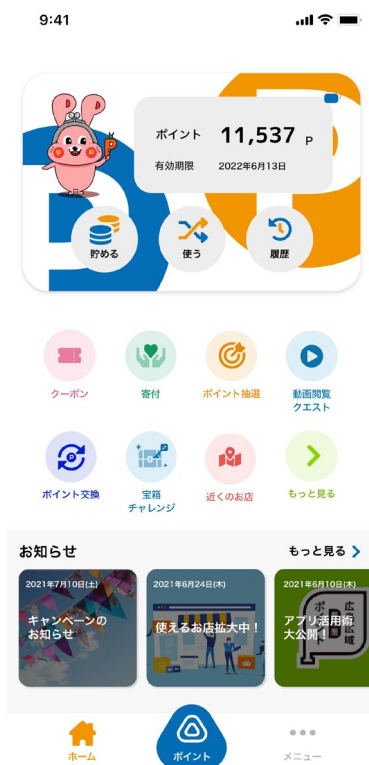 9:41
ポイント 11,537 P
有効期限 2022年6月13日
貯める 使う 履歴
クーポン 寄付 ポイント抽選 動画閲覧
クエスト
ポイント交換 宝箱
チャレンジ 近くのお店 もっと見る
お知らせ もっと見る
2021年7月10日(土)
キャンペーンの
お知らせ
2021年6月24日(木)
使えるお店拡大中！
2021年6月10日(木)
アプリ活用術
大公開！
ホーム ポイント メニュー